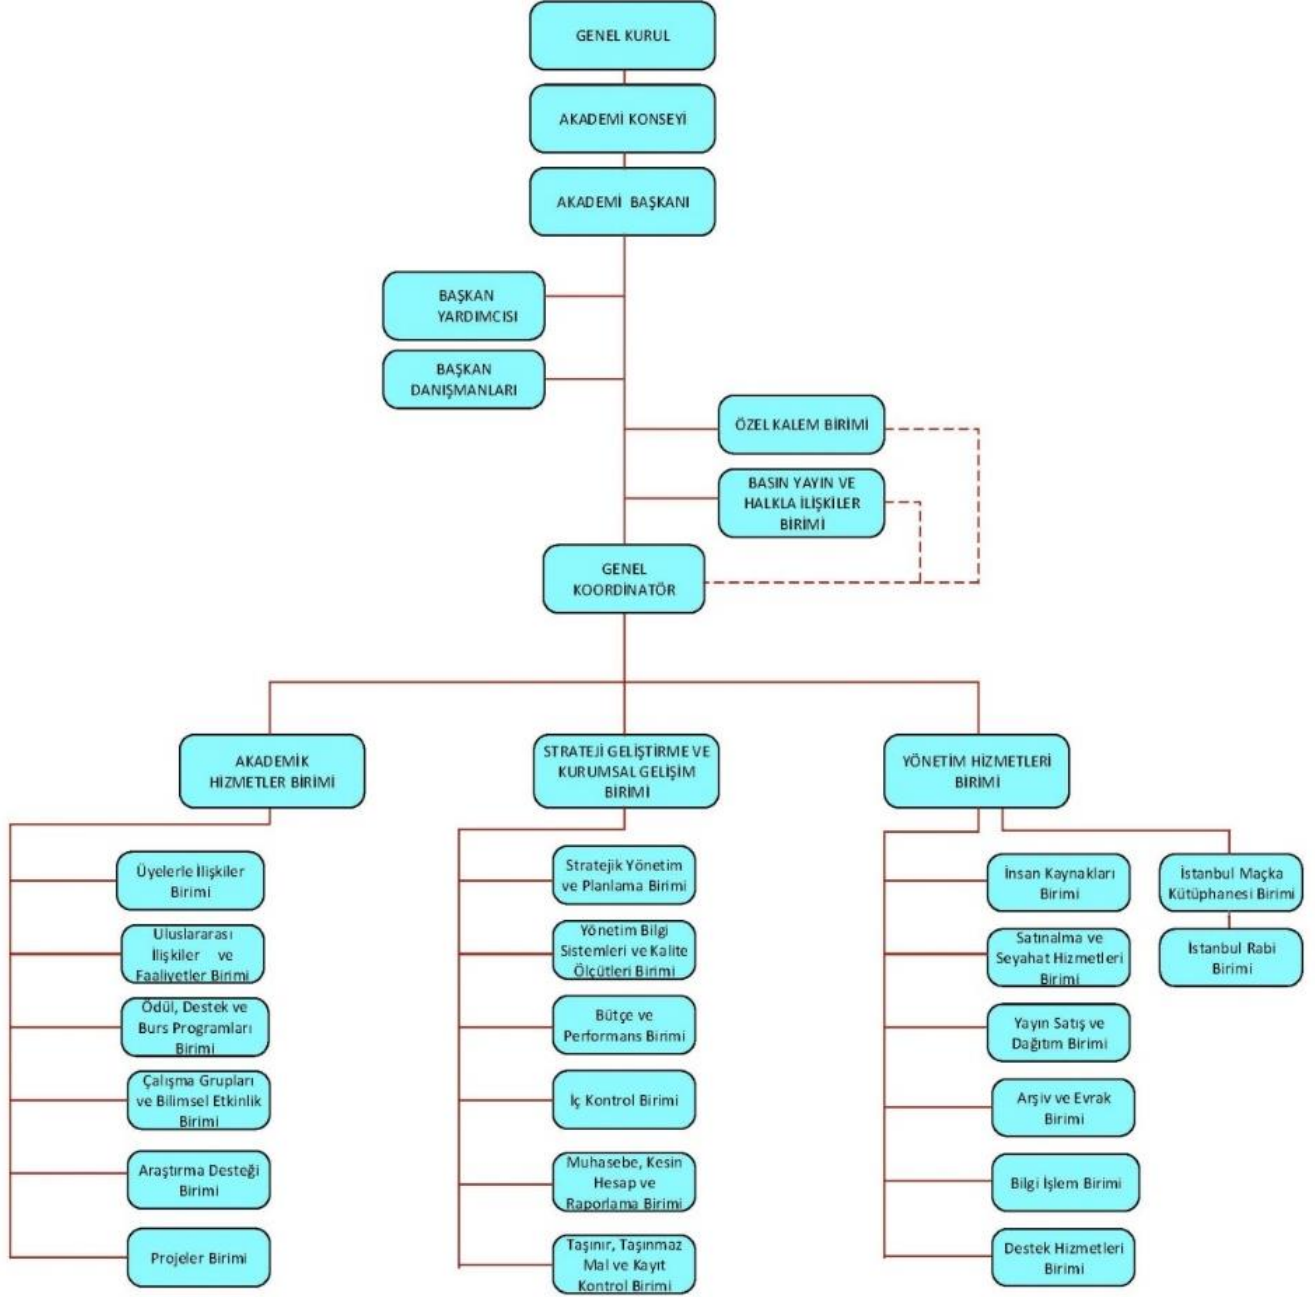 GENEL KURUL
AKADEMİ KONSEYİ
AKADEMİ BAŞKANI
BAŞKAN
YARDIMCISI
BAŞKAN
DANIŞMANLARI
ÖZEL KALEM BİRİMİ
BASIN YAYIN VE
HALKLA İLİŞKİLER
BİRİMİ
GENEL
KOORDİNATÖR
AKADEMİK
HİZMETLER BİRİMİ
STRATEJİ GELİŞTİRME VE
KURUMSAL GELİŞİM
BİRİMİ
YÖNETİM HİZMETLERİ
BİRİMİ
Üyelerle İlişkiler
Birimi
Uluslararası
İlişkiler ve
Faaliyetler Birimi
Ödül, Destek ve
Burs Programları
Birimi
Çalışma Grupları
ve Bilimsel Etkinlik
Birimi
Araştırma Desteği
Birimi
Projeler Birimi
Stratejik Yönetim
ve Planlama Birimi
Yönetim Bilgi
Sistemleri ve Kalite
Ölçütleri Birimi
Bütçe ve
Performans Birimi
İç Kontrol Birimi
Muhasebe, Kesin
Hesap ve
Raporlama Birimi
Taşınır, Taşınmaz
Mal ve Kayıt
Kontrol Birimi
İnsan Kaynakları
Birimi
Satınalma ve
Seyahat Hizmetleri
Birimi
Yayın Satış ve
Dağıtım Birimi
Arşiv ve Evrak
Birimi
Bilgi İşlem Birimi
Destek Hizmetleri
Birimi
İstanbul Maçka
Kütüphanesi Birimi
İstanbul Rabi
Birimi